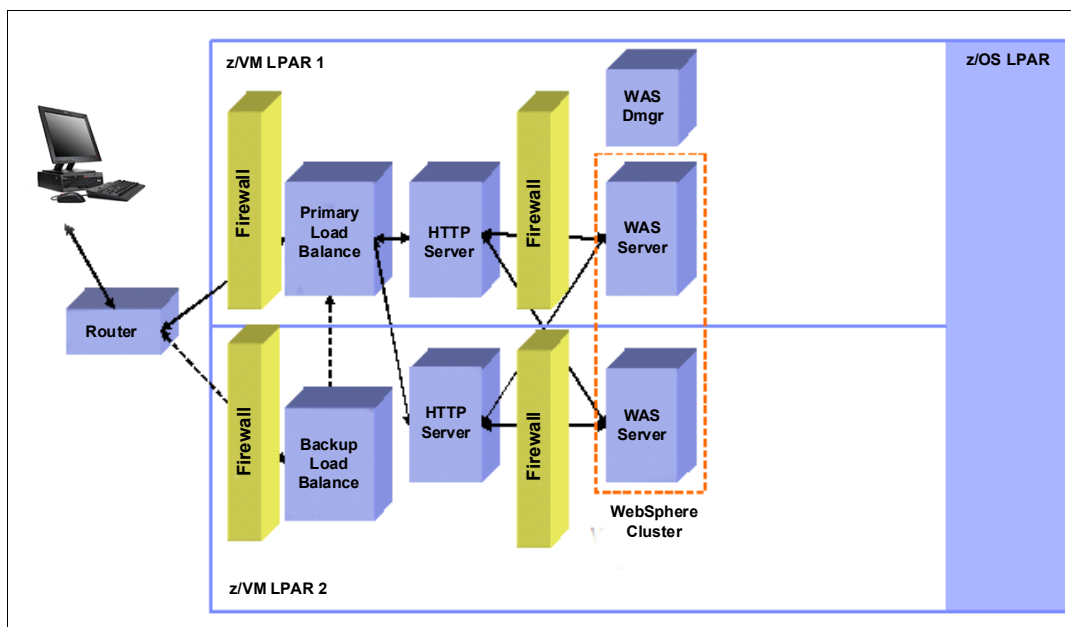 z/VM LPAR 1
z/OS LPAR
WAS
Dmgr
Firewall
Primary
Load
Balance
HTTP
Server
Firewall
WAS
Server
Router
Firewall
Backup
Load
Balance
HTTP
Server
Firewall
WAS
Server
WebSphere
Cluster
z/VM LPAR 2